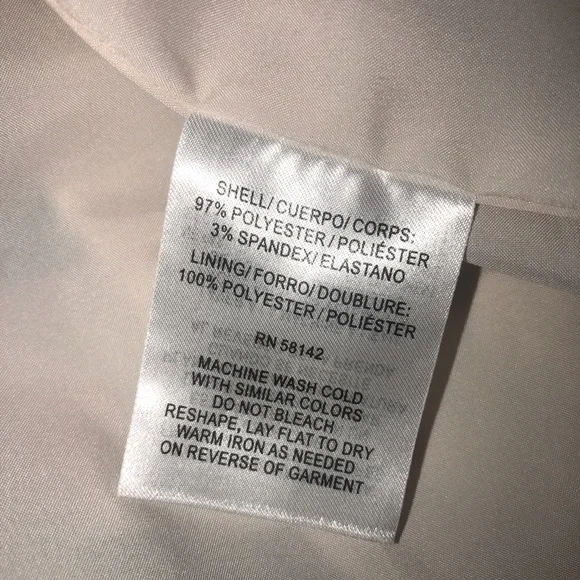 SHELL/ CUERPO/ CORPS:
97% POLYESTER / POLIÉSTER
3% SPANDEX/ ELASTANO
LINING/ FORRO/ DOUBLURE:
100% POLYESTER / POLIÉSTER
RN 58142
MACHINE WASH COLD
WITH SIMILAR COLORS
DO NOT BLEACH
RESHAPE, LAY FLAT TO DRY
WARM IRON AS NEEDED
ON REVERSE OF GARMENT